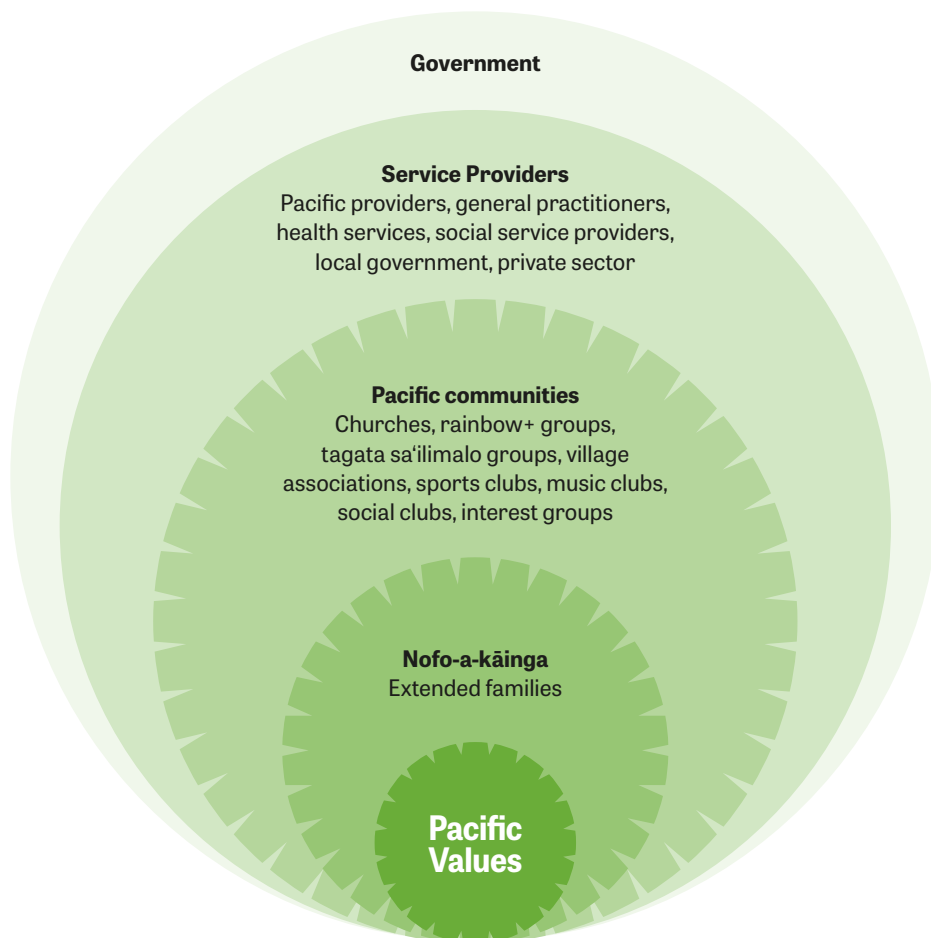 Government
Service Providers
Pacific providers, general practitioners,
health services, social service providers,
local government, private sector
Pacific communities
Churches, rainbow+ groups,
tagata sa‘ilimalo groups, village
associations, sports clubs, music clubs,
social clubs, interest groups
Nofo-a-kāinga
Extended families
Pacific
Values